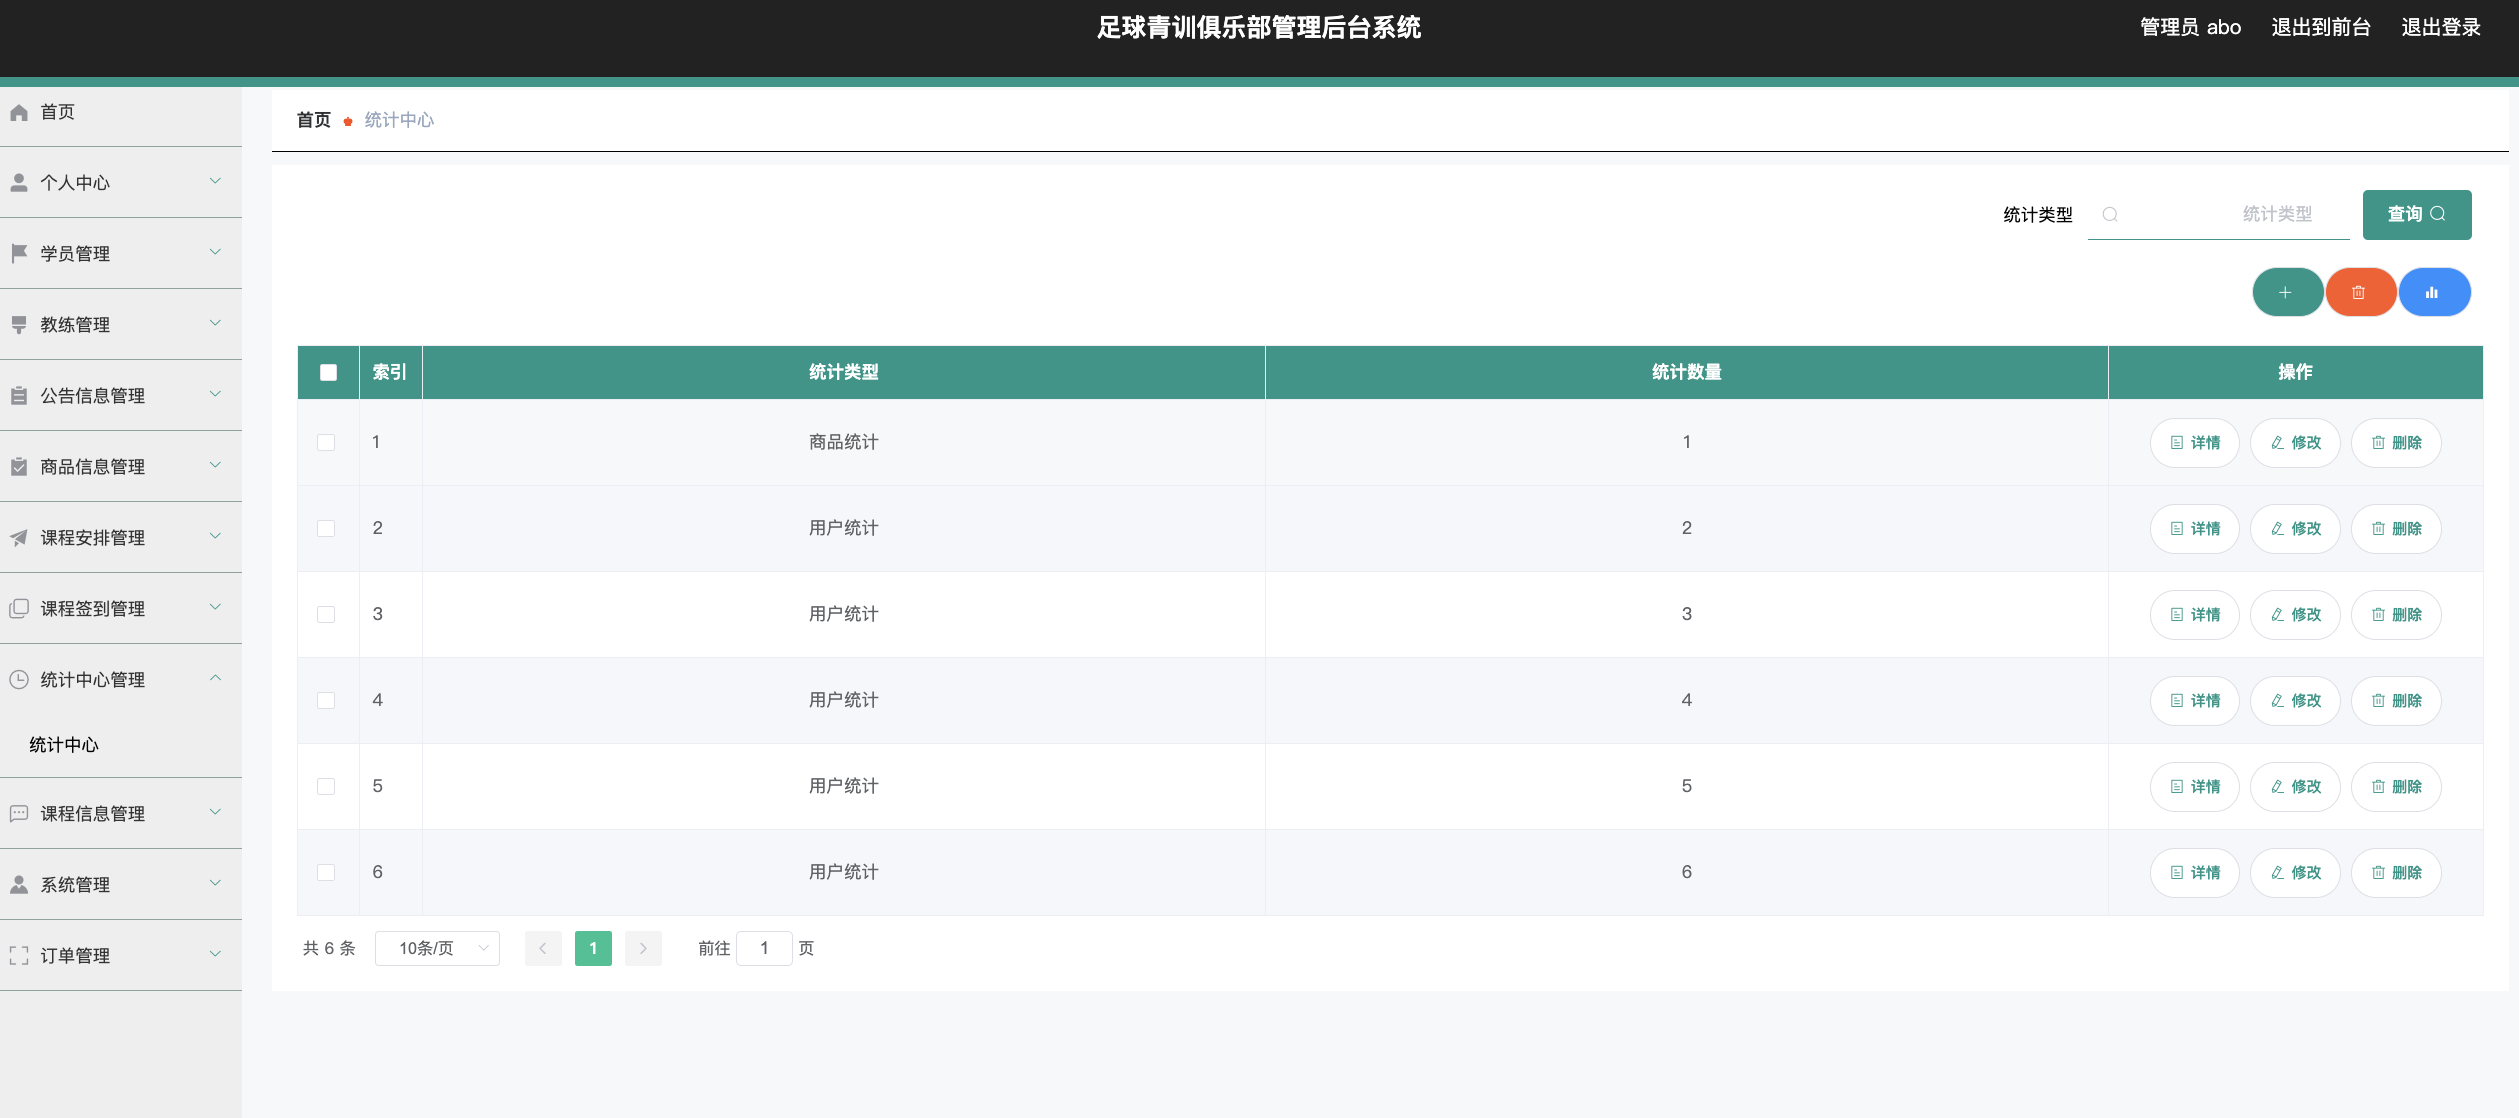 足球青训俱乐部管理后台系统
管理员 abo 退出到前台 退出登录
首页
个人中心
学员管理
教练管理
公告信息管理
商品信息管理
课程安排管理
课程签到管理
统计中心管理
统计中心
课程信息管理
系统管理
订单管理
首页 统计中心
统计类型 统计类型 查询
索引 统计类型 统计数量 操作
1 商品统计 1 详情 修改 删除
2 用户统计 2 详情 修改 删除
3 用户统计 3 详情 修改 删除
4 用户统计 4 详情 修改 删除
5 用户统计 5 详情 修改 删除
6 用户统计 6 详情 修改 删除
共 6 条 10条/页 1 前往 1 页